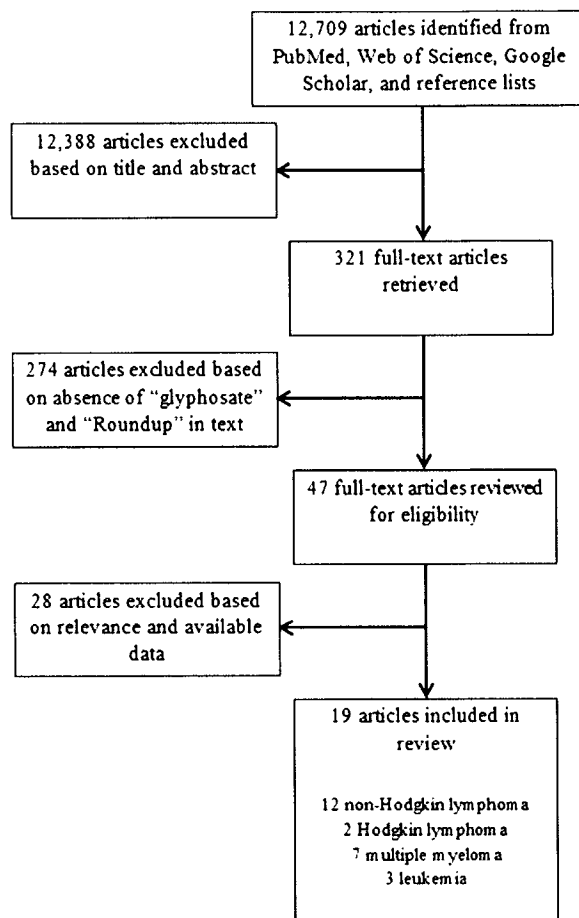 12,709 articles identified from
PubMed, Web of Science, Google
Scholar, and reference lists
12,388 articles excluded
based on title and abstract
321 full-text articles
retrieved
274 articles excluded based
on absence of “glyphosate”
and “Roundup” in text
47 full-text articles reviewed
for eligibility
28 articles excluded based
on relevance and available
data
19 articles included in
review
12 non-Hodgkin lymphoma
2 Hodgkin lymphoma
7 multiple myeloma
3 leukemia